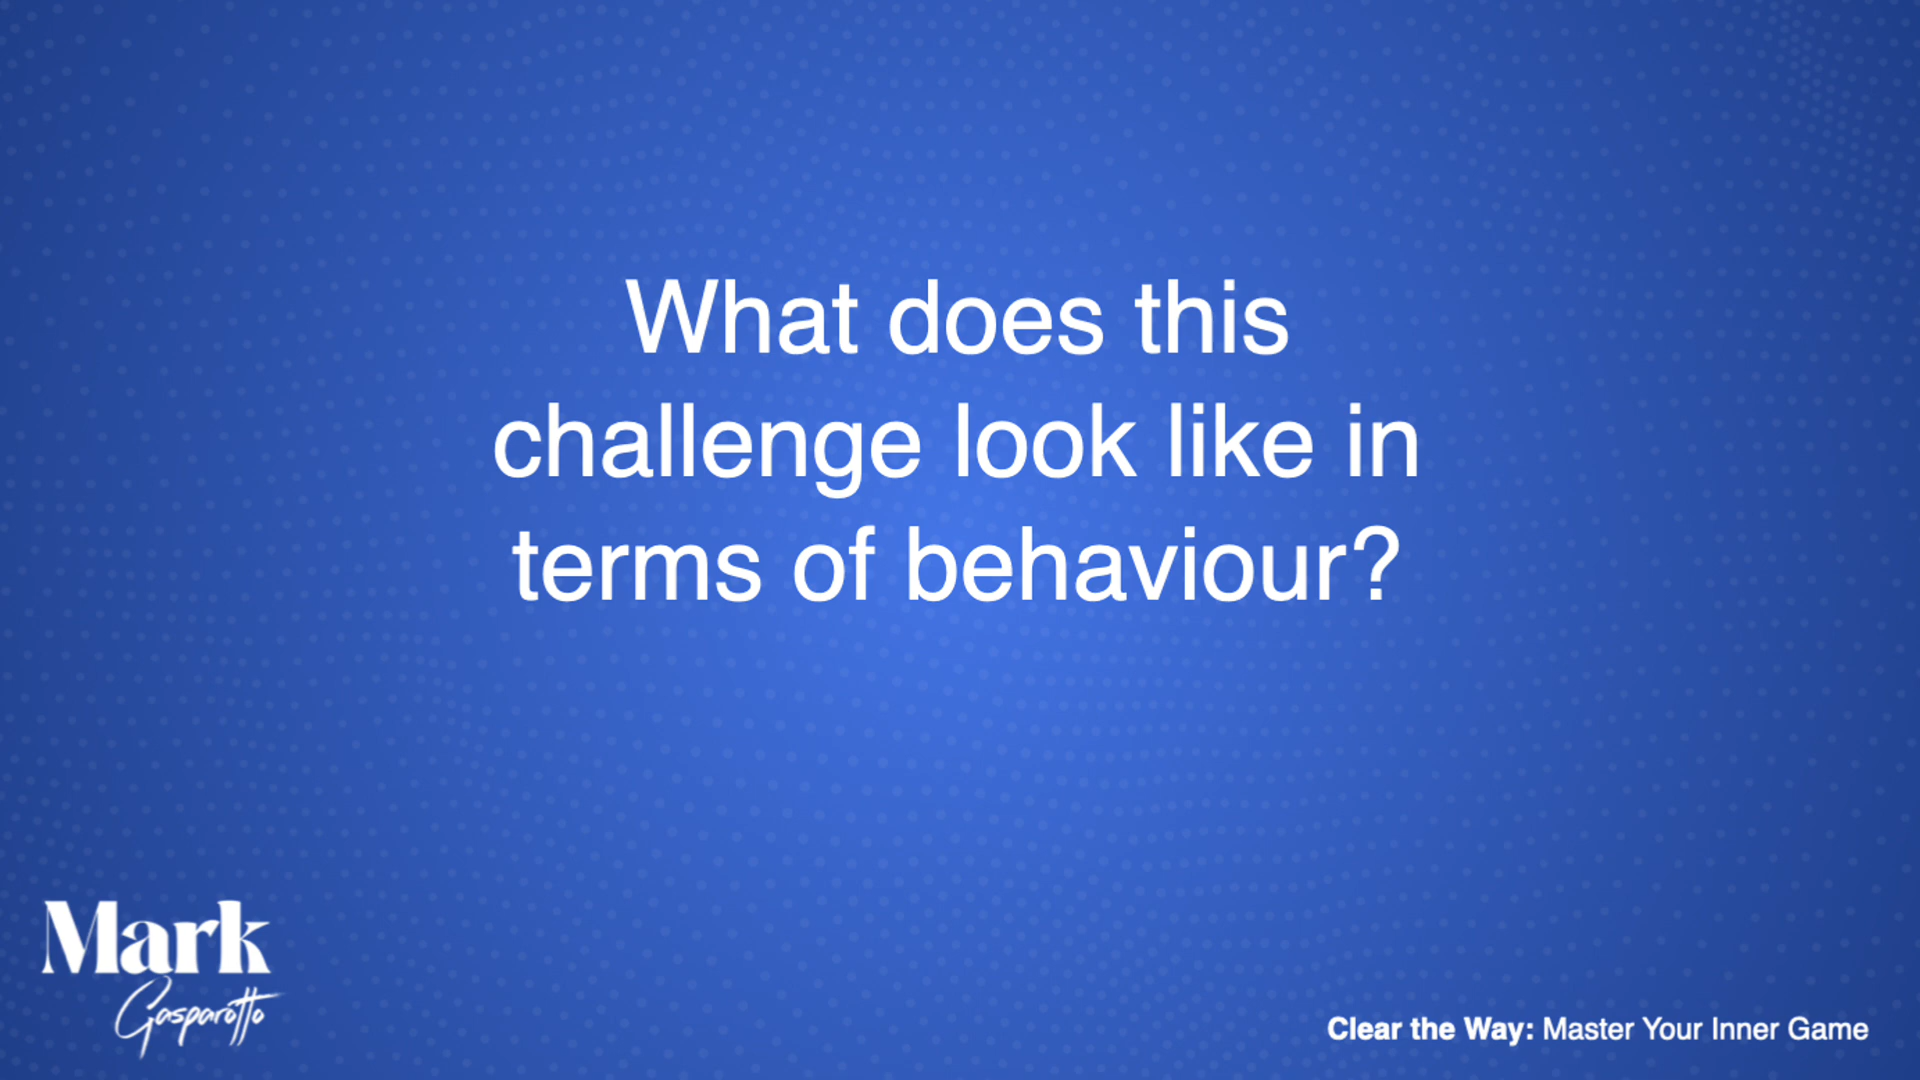 What does this
challenge look like in
terms of behaviour?
Mark
Gasparotto
Clear the Way: Master Your Inner Game